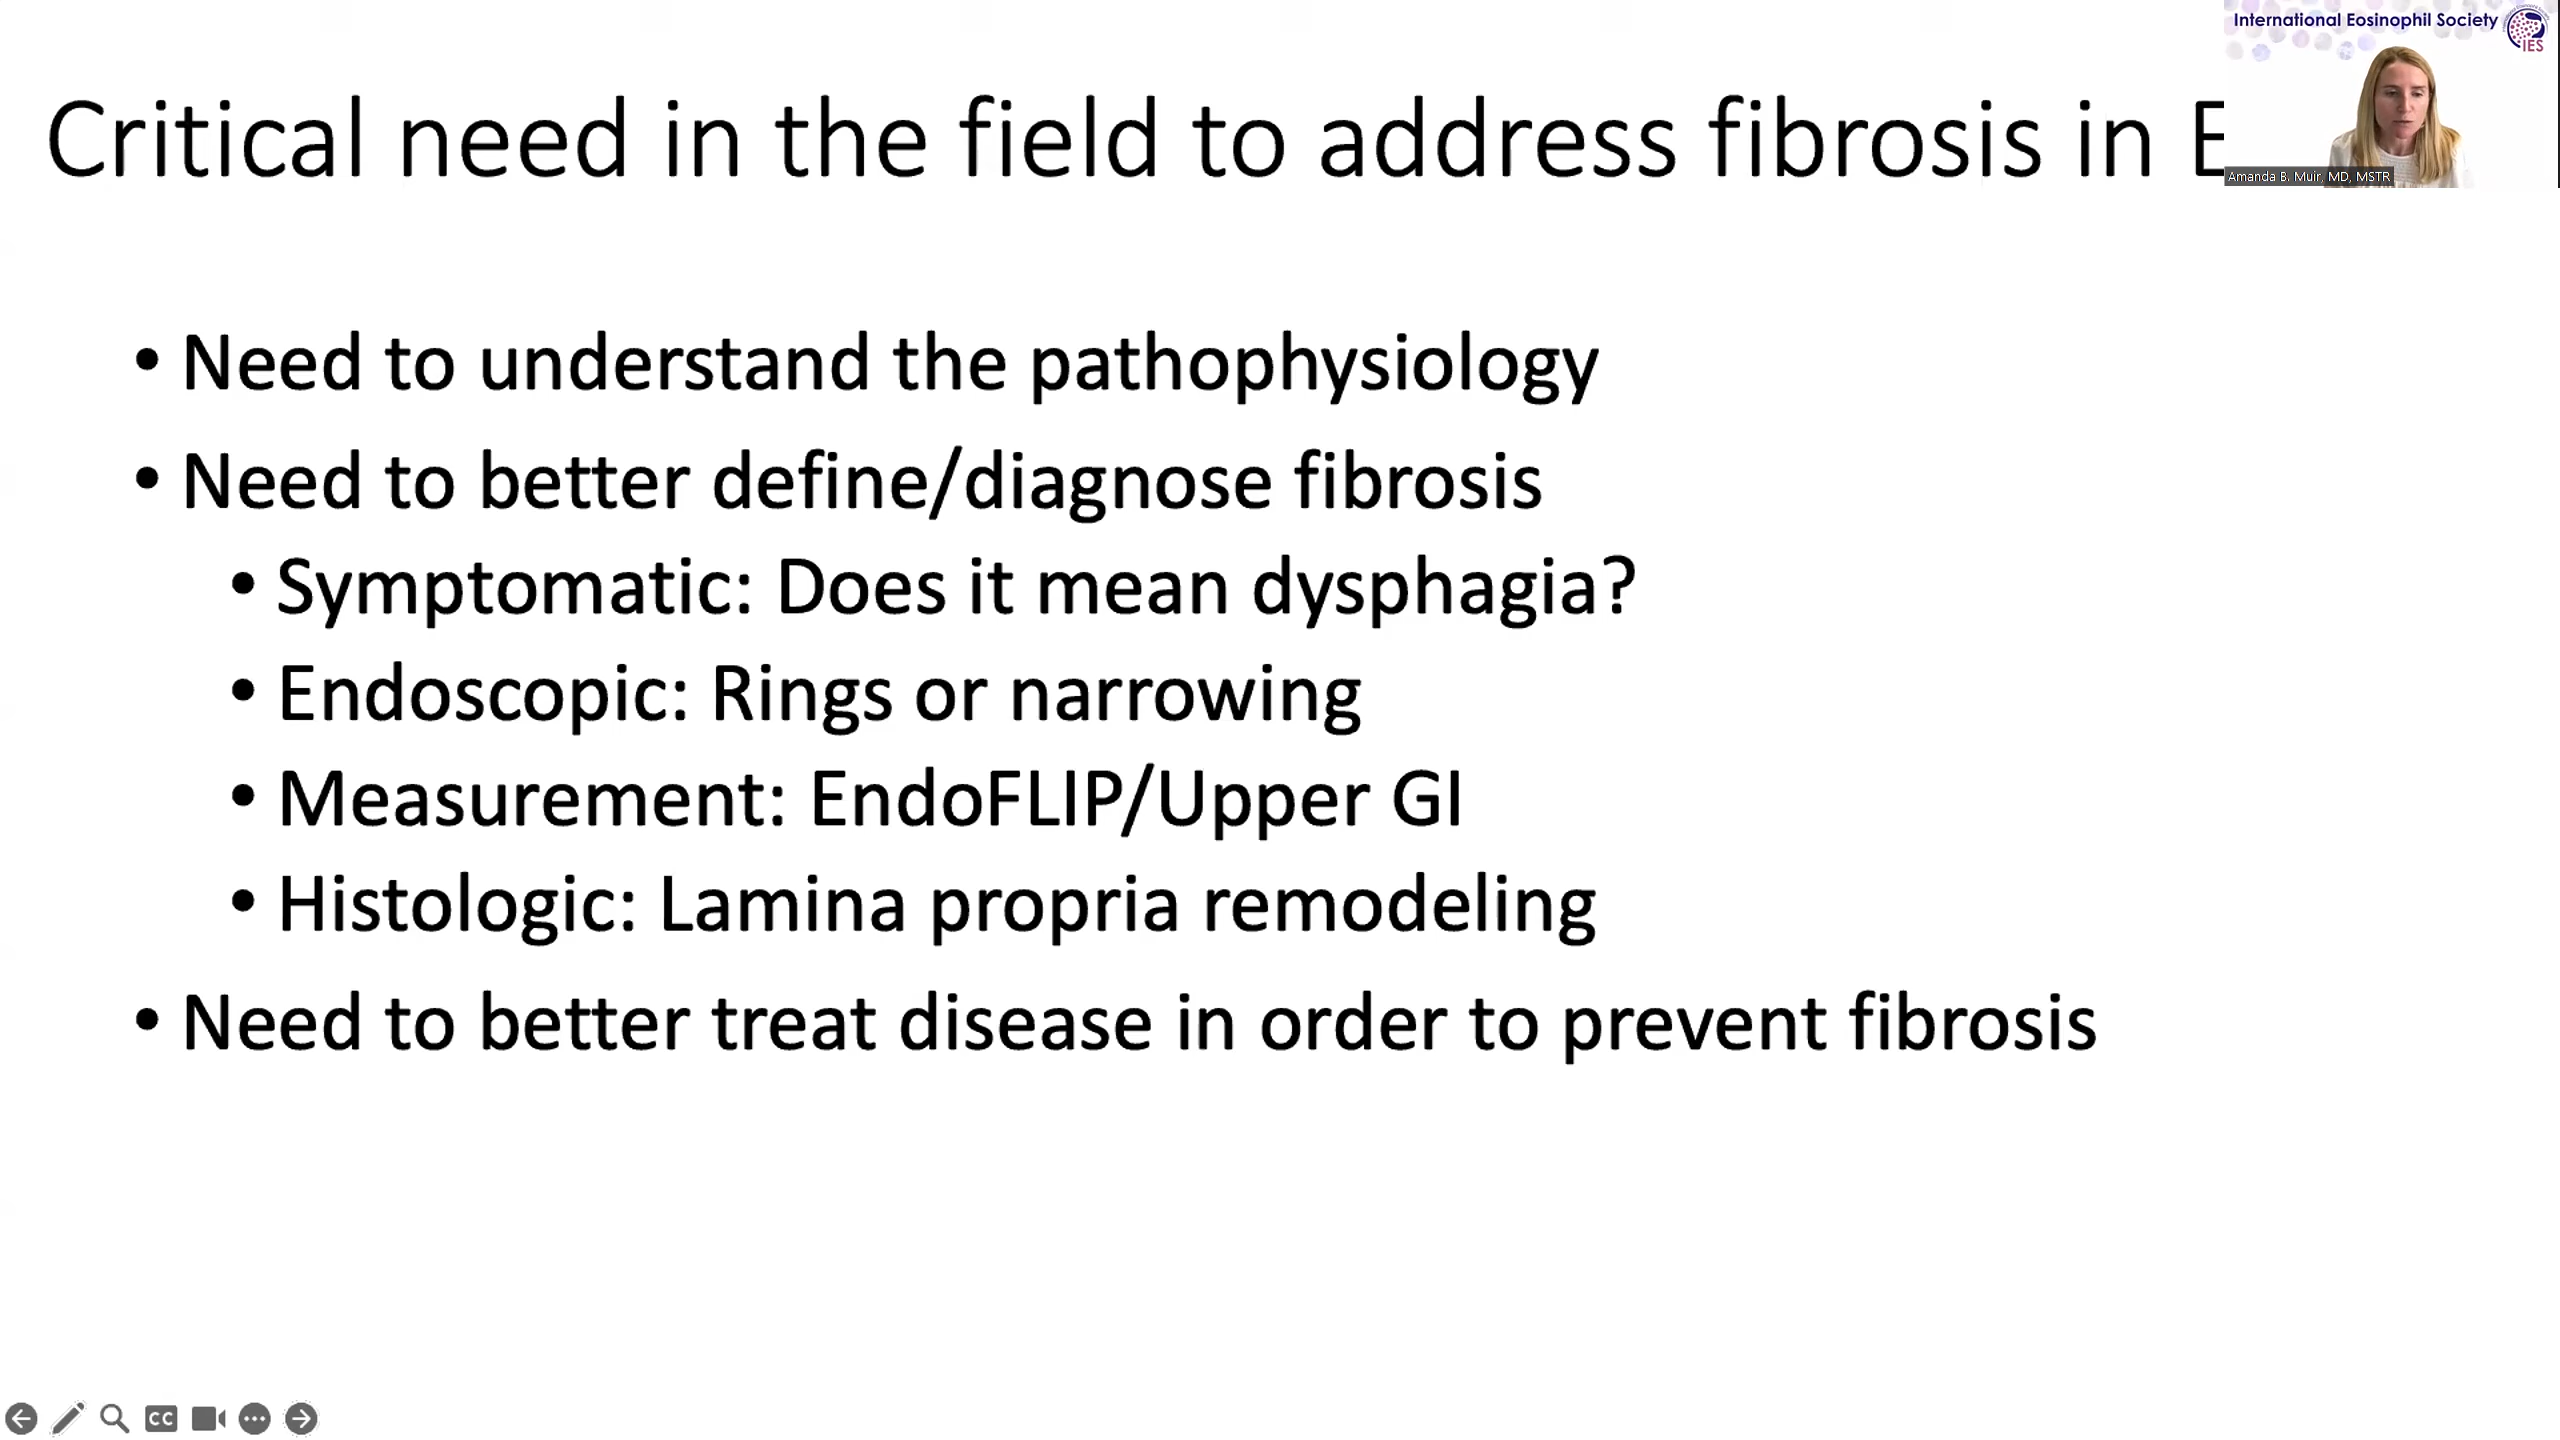 International Eosinophil Society
IES
Critical need in the field to address fibrosis in E
Amanda B. Muir, MD, MSTR
• Need to understand the pathophysiology
• Need to better define/diagnose fibrosis
• Symptomatic: Does it mean dysphagia?
• Endoscopic: Rings or narrowing
• Measurement: EndoFLIP/Upper GI
• Histologic: Lamina propria remodeling
• Need to better treat disease in order to prevent fibrosis
CC